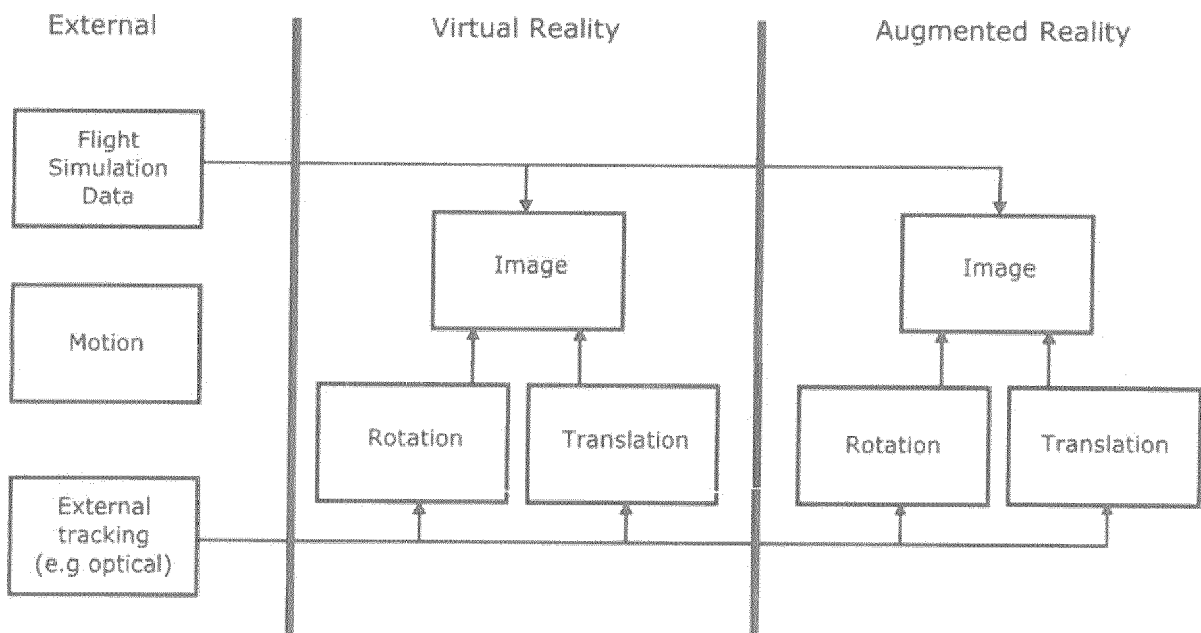 External
Virtual Reality
Augmented Reality
Flight
Simulation
Data
Image
Image
Motion
Rotation
Translation
Rotation
Translation
External
tracking
(e.g optical)